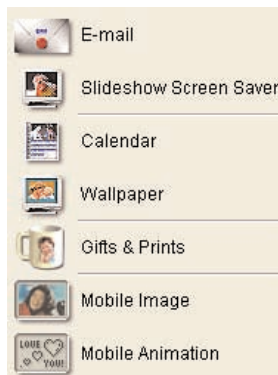 E-mail
Slideshow Screen Saver
Calendar
Wallpaper
Gifts & Prints
Mobile Image
LOVE
YOU!
Mobile Animation